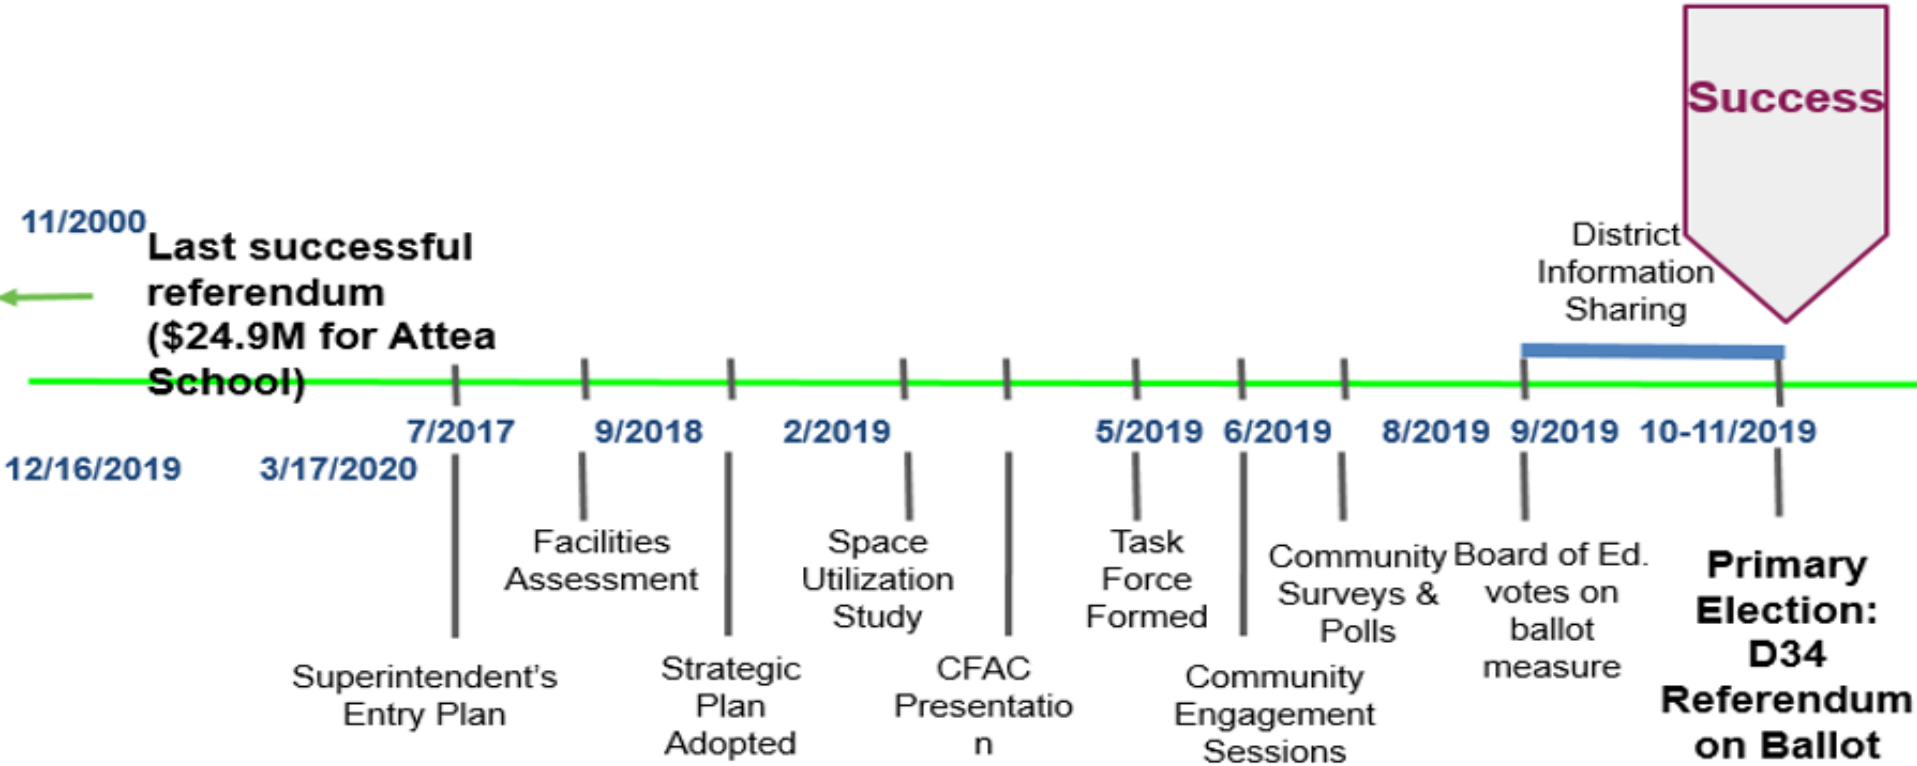 Success
11/2000
Last successful
referendum
($24.9M for Attea
School)
District
Information
Sharing
7/2017 9/2018 2/2019 5/2019 6/2019 8/2019 9/2019 10-11/2019
12/16/2019 3/17/2020
Superintendent's
Entry Plan
Facilities
Assessment
Strategic
Plan
Adopted
Space
Utilization
Study
CFAC
Presentatio
n
Task
Force
Formed
Community
Engagement
Sessions
Community
Surveys &
Polls
Board of Ed.
votes on
ballot
measure
Primary
Election:
D34
Referendum
on Ballot